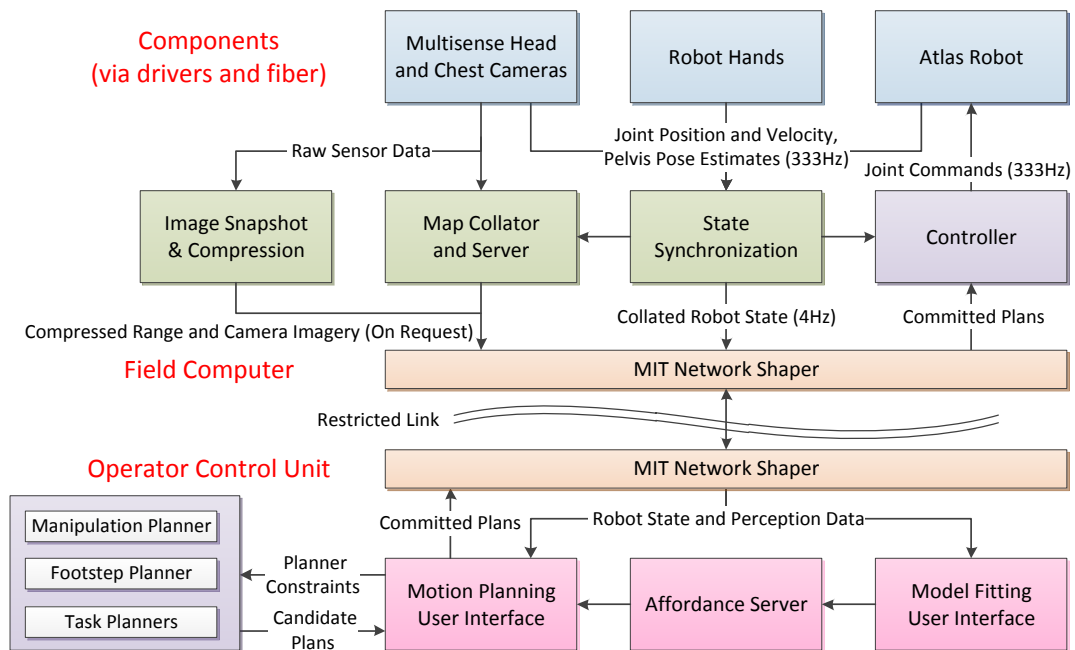 Components
(via drivers and fiber)
Multisense Head
and Chest Cameras
Robot Hands
Atlas Robot
Raw Sensor Data
Joint Position and Velocity,
Pelvis Pose Estimates (333Hz)
Joint Commands (333Hz)
Image Snapshot
& Compression
Map Collator
and Server
State
Synchronization
Controller
Compressed Range and Camera Imagery (On Request)
Collated Robot State (4Hz)
Committed Plans
Field Computer
MIT Network Shaper
Restricted Link
Operator Control Unit
MIT Network Shaper
Manipulation Planner
Footstep Planner
Task Planners
Committed Plans
Robot State and Perception Data
Planner
Constraints
Candidate
Plans
Motion Planning
User Interface
Affordance Server
Model Fitting
User Interface